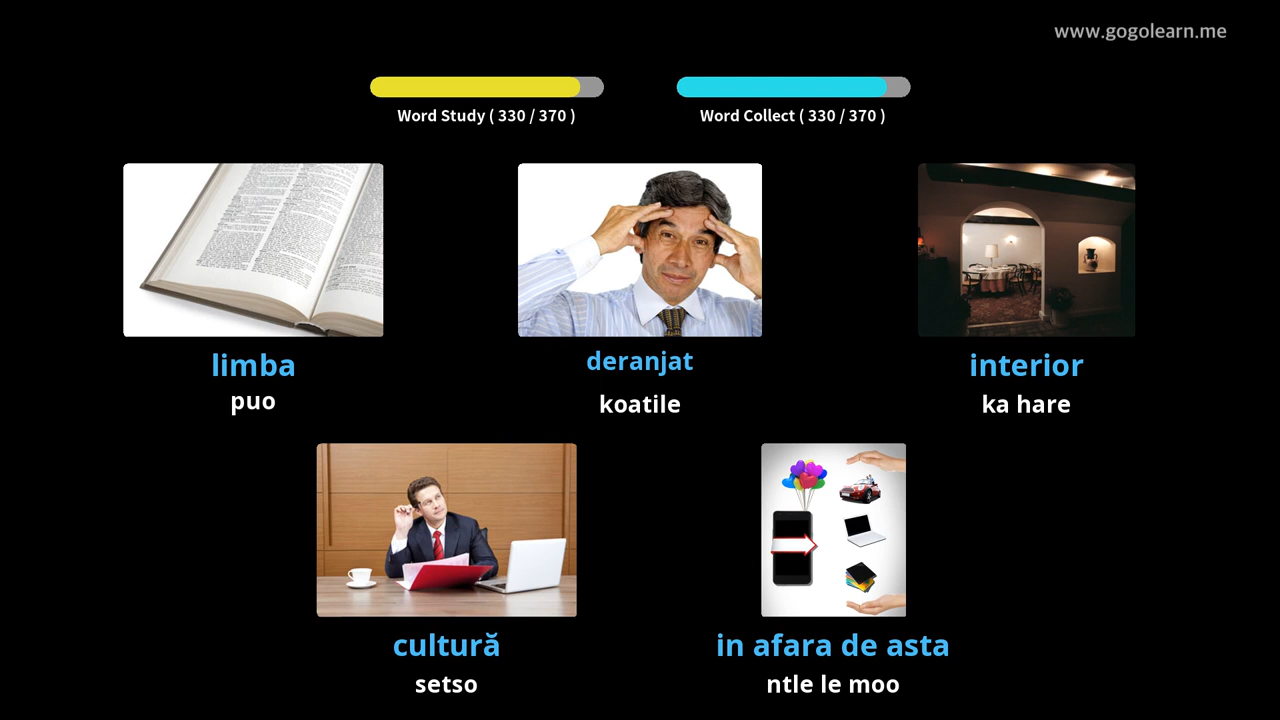 www.gogolearn.me
Word Study ( 330 / 370 )
Word Collect ( 330 / 370 )
limba
puo
deranjat
koatile
interior
ka hare
cultură
setso
in afara de asta
ntle le moo